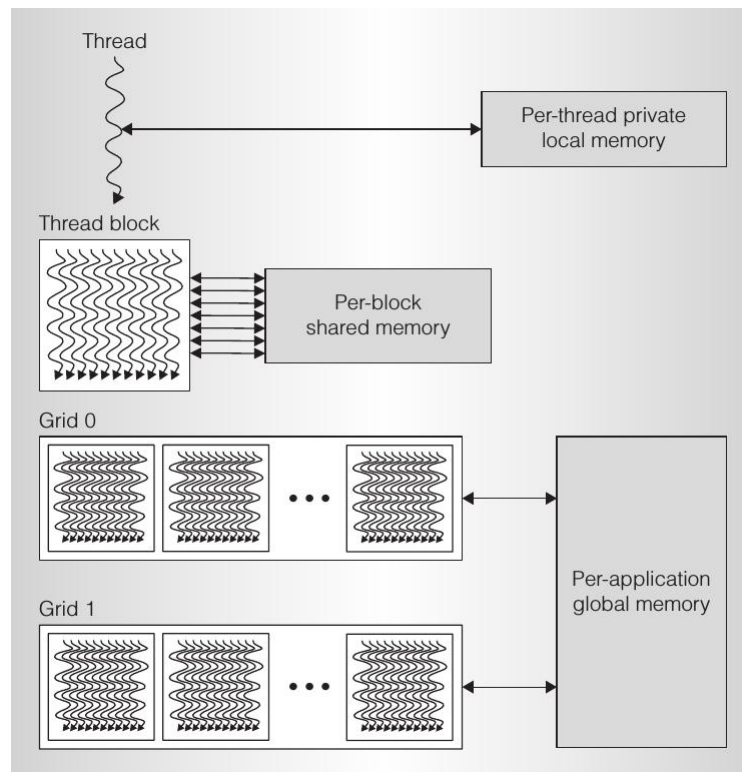 Thread
Per-thread private
local memory
Thread block
Per-block
shared memory
Grid 0
Per-application
global memory
Grid 1